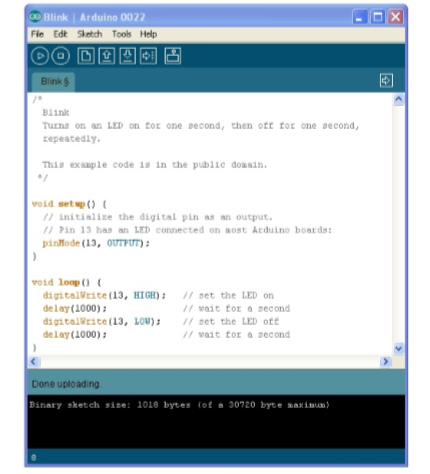 Blink | Arduino 0022
File Edit Sketch Tools Help
Blink §
/*
Blink
Turns on an LED on for one second, then off for one second,
repeatedly.
This example code is in the public domain.
*/
void setup() {
// initialize the digital pin as an output.
// Pin 13 has an LED connected on most Arduino boards:
pinMode(13, OUTPUT);
}
void loop() {
digitalWrite(13, HIGH); // set the LED on
delay(1000); // wait for a second
digitalWrite(13, LOW); // set the LED off
delay(1000); // wait for a second
}
Done uploading.
Binary sketch size: 1018 bytes (of a 30720 byte maximum)
8